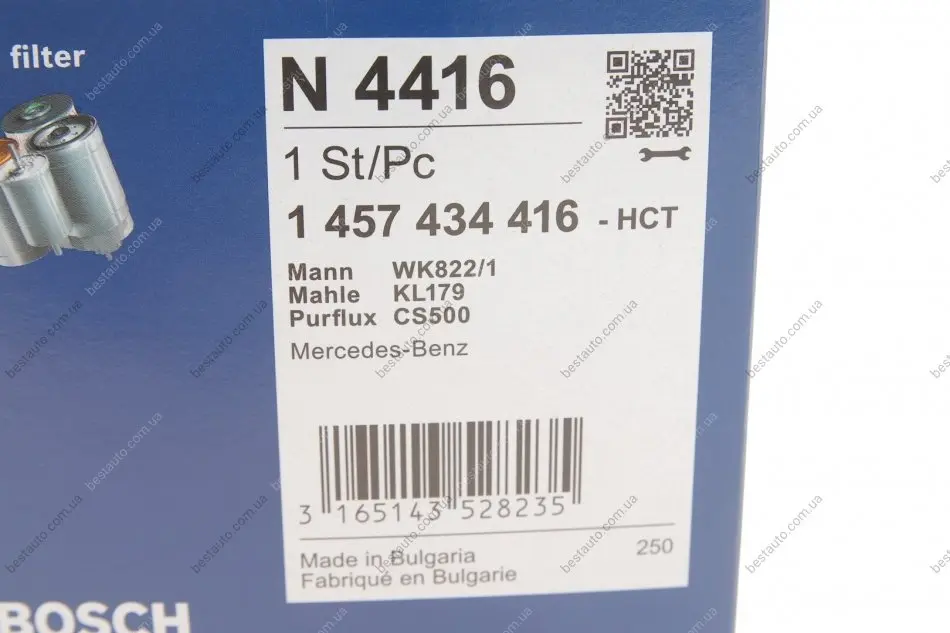 filter
N 4416
1 St/Pc
1 457 434 416 - HCT
Mann WK822/1
Mahle KL179
Purflux CS500
Mercedes-Benz
3 165143 528235
Made in Bulgaria
Fabriqué en Bulgarie
250
BOSCH
bestauto.com.ua